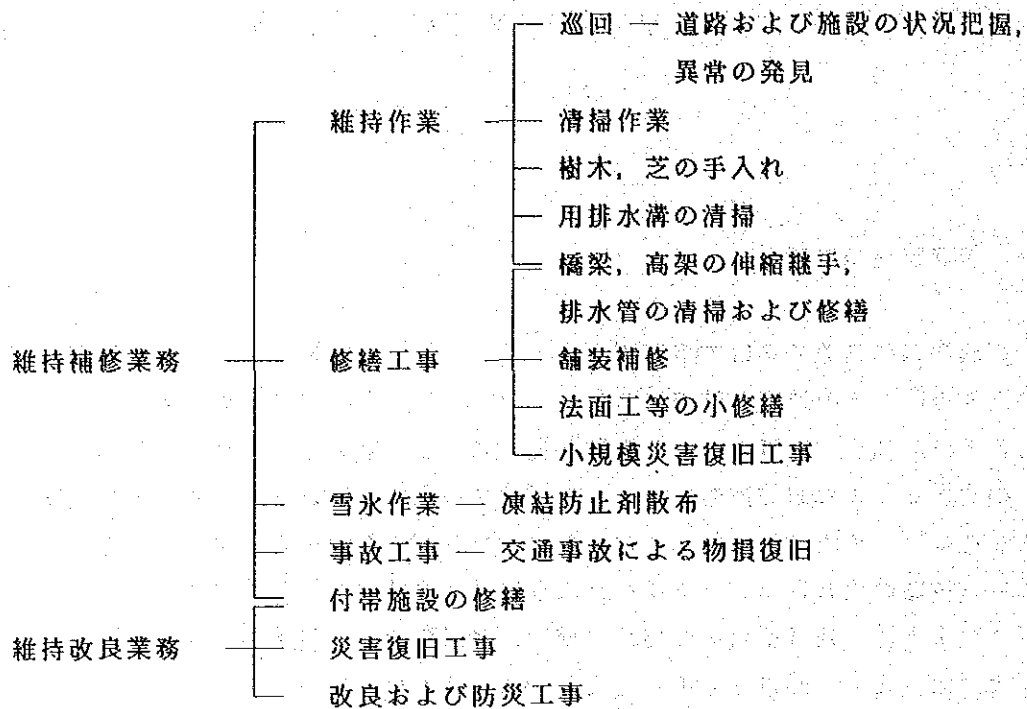 巡回 — 道路および施設の状況把握，
異常の発見
維持作業
清掃作業
樹木，芝の手入れ
用排水溝の清掃
橋梁，高架の伸縮継手，
排水管の清掃および修繕
維持補修業務
修繕工事
舗装補修
法面工等の小修繕
小規模災害復旧工事
雪氷作業 — 凍結防止剤散布
事故工事 — 交通事故による物損復旧
付帯施設の修繕
維持改良業務
災害復旧工事
改良および防災工事